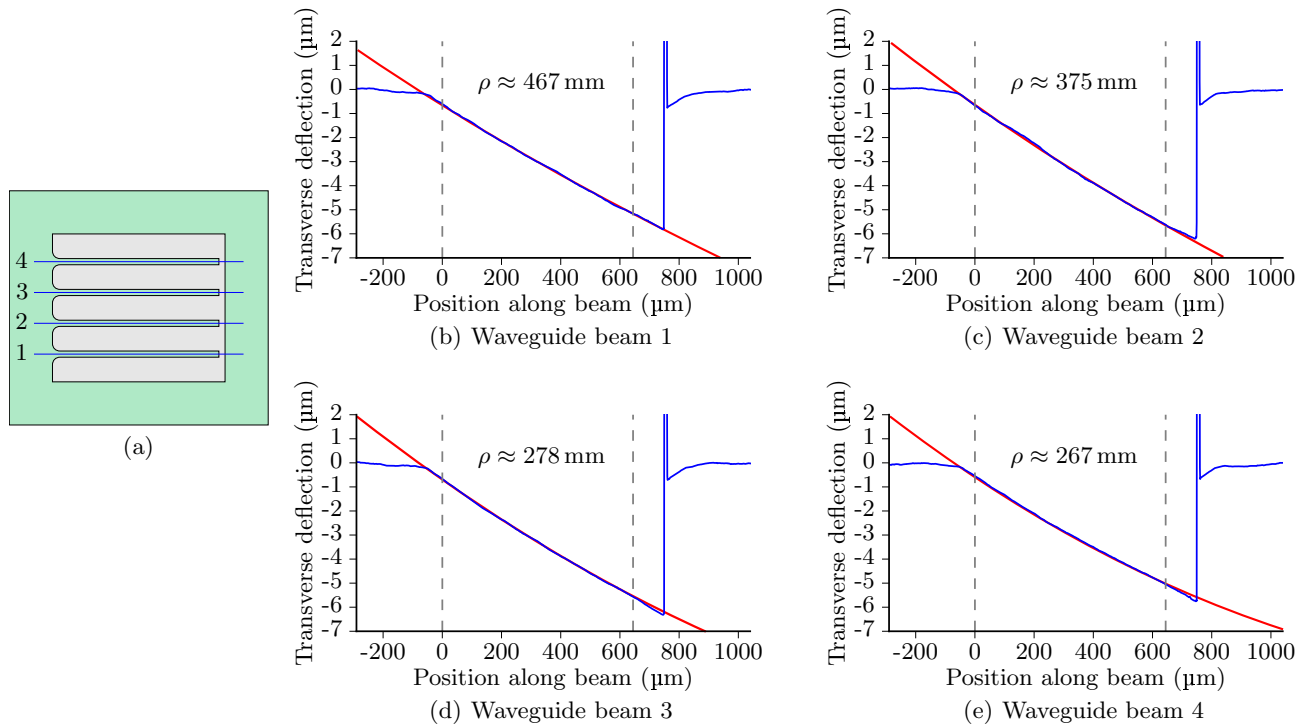 4
3
2
1
(a)
Transverse deflection (µm)
2
1
0
-1
-2
-3
-4
-5
-6
-7
ρ ≈ 467 mm
-200 0 200 400 600 800 1000
Position along beam (µm)
(b) Waveguide beam 1
Transverse deflection (µm)
2
1
0
-1
-2
-3
-4
-5
-6
-7
ρ ≈ 375 mm
-200 0 200 400 600 800 1000
Position along beam (µm)
(c) Waveguide beam 2
Transverse deflection (µm)
2
1
0
-1
-2
-3
-4
-5
-6
-7
ρ ≈ 278 mm
-200 0 200 400 600 800 1000
Position along beam (µm)
(d) Waveguide beam 3
Transverse deflection (µm)
2
1
0
-1
-2
-3
-4
-5
-6
-7
ρ ≈ 267 mm
-200 0 200 400 600 800 1000
Position along beam (µm)
(e) Waveguide beam 4